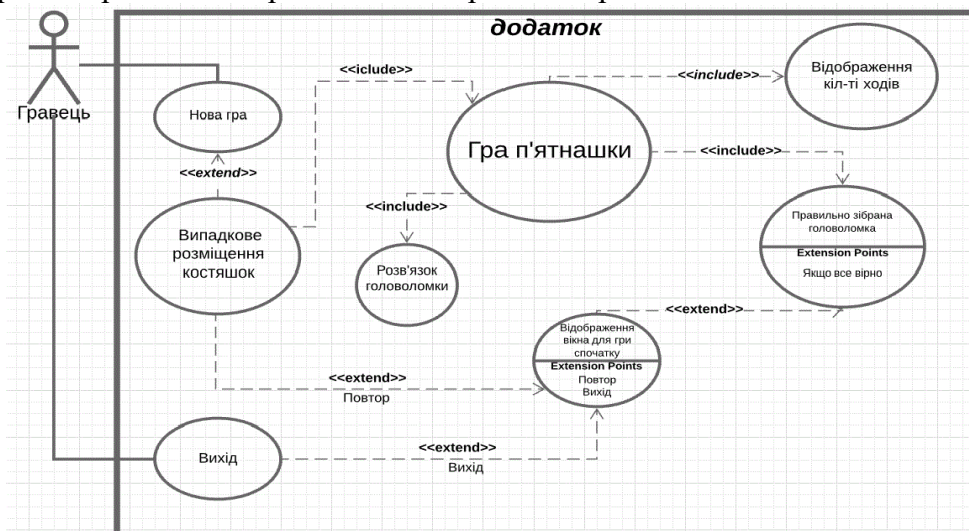 додаток
Гравець
Нова гра
<<extend>>
Випадкове
розміщення
костяшок
<<iclude>>
Гра п'ятнашки
<<include>>
Відображення
кіл-ті ходів
<<include>>
Правильно зібрана
головоломка
Extension Points
Якщо все вірно
<<include>>
Розв'язок
головоломки
<<extend>>
Відображення
вікна для гри
спочатку
Extension Points
Повтор
Вихід
<<extend>>
Повтор
Вихід
<<extend>>
Вихід